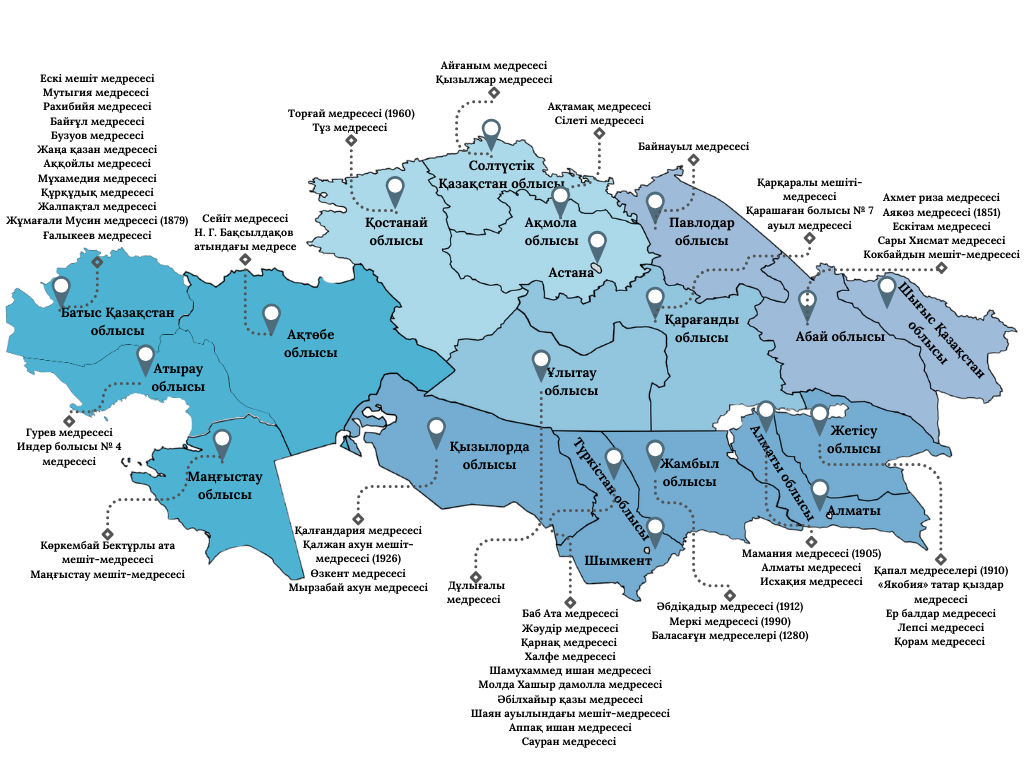 Ескі мешіт медресесі
Мутыгия медресесі
Рахибийя медресесі
Байғұл медресесі
Бузуов медресесі
Жаңа қазан медресесі
Аққойлы медресесі
Мұхамедия медресесі
Құрқұдық медресесі
Жалпақтал медресесі
Жұмағали Мусин медресесі (1879)
Ғалыкеев медресесі
Сейіт медресесі
Н. Г. Бақсылдақов
атындағы медресе
Торғай медресесі (1960)
Тұз медресесі
Айғаным медресесі
Қызылжар медресесі
Ақтамақ медресесі
Сілеті медресесі
Байнауыл медресесі
Қарқаралы мешіті-
медресесі
Қарашаған болысы № 7
ауыл медресесі
Ахмет риза медресесі
Аякөз медресесі (1851)
Ескітам медресесі
Сары Хисмат медресесі
Кокбайдын мешіт-медресесі
Солтүстік
Қазақстан облысы
Қостанай
облысы
Ақмола
облысы
Астана
Павлодар
облысы
Батыс Қазақстан
облысы
Ақтөбе
облысы
Атырау
облысы
Маңғыстау
облысы
Қарағанды
облысы
Ұлытау
облысы
Абай облысы
Шығыс Қазақстан
облысы
Қызылорда
облысы
Түркістан облысы
Жамбыл
облысы
Шымкент
Алматы облысы
Жетісу
облысы
Алматы
Гурев медресесі
Индер болысы № 4
медресесі
Көркембай Бектұрлы ата
мешіт-медресесі
Маңғыстау мешіт-медресесі
Қалғандария медресесі
Қалжан ахун мешіт-
медресесі (1926)
Өзкент медресесі
Мырзабай ахун медресесі
Дұлығалы
медресесі
Баб Ата медресесі
Жәудір медресесі
Қарнақ медресесі
Халфе медресесі
Шамухаммед ишан медресесі
Молда Хашыр дамолла медресесі
Әбілхайыр қазы медресесі
Шаян ауылындағы мешіт-медресесі
Аппақ ишан медресесі
Сауран медресесі
Әбдіқадыр медресесі (1912)
Меркі медресесі (1990)
Баласағұн медреселері (1280)
Мамания медресесі (1905)
Алматы медресесі
Исхақия медресесі
Қапал медреселері (1910)
«Якобия» татар қыздар
медресесі
Ер балдар медресесі
Лепсі медресесі
Қорам медресесі